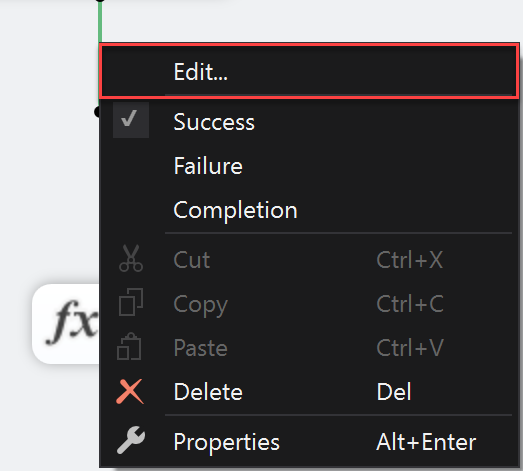 Edit...
Success
Failure
Completion
Cut Ctrl+X
Copy Ctrl+C
Paste Ctrl+V
Delete Del
Properties Alt+Enter
fx